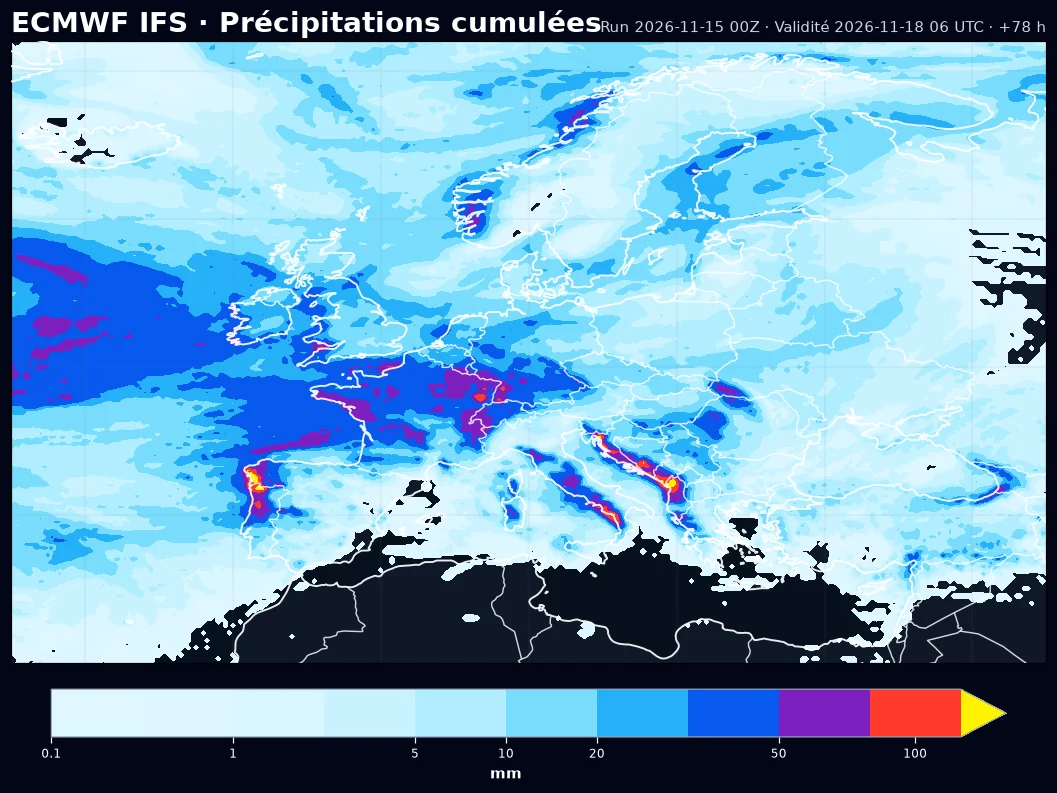 ECMWF IFS · Précipitations cumulées
Run 2026-11-15 00Z · Validité 2026-11-18 06 UTC · +78 h
0.1 1 5 10 20 50 100
mm